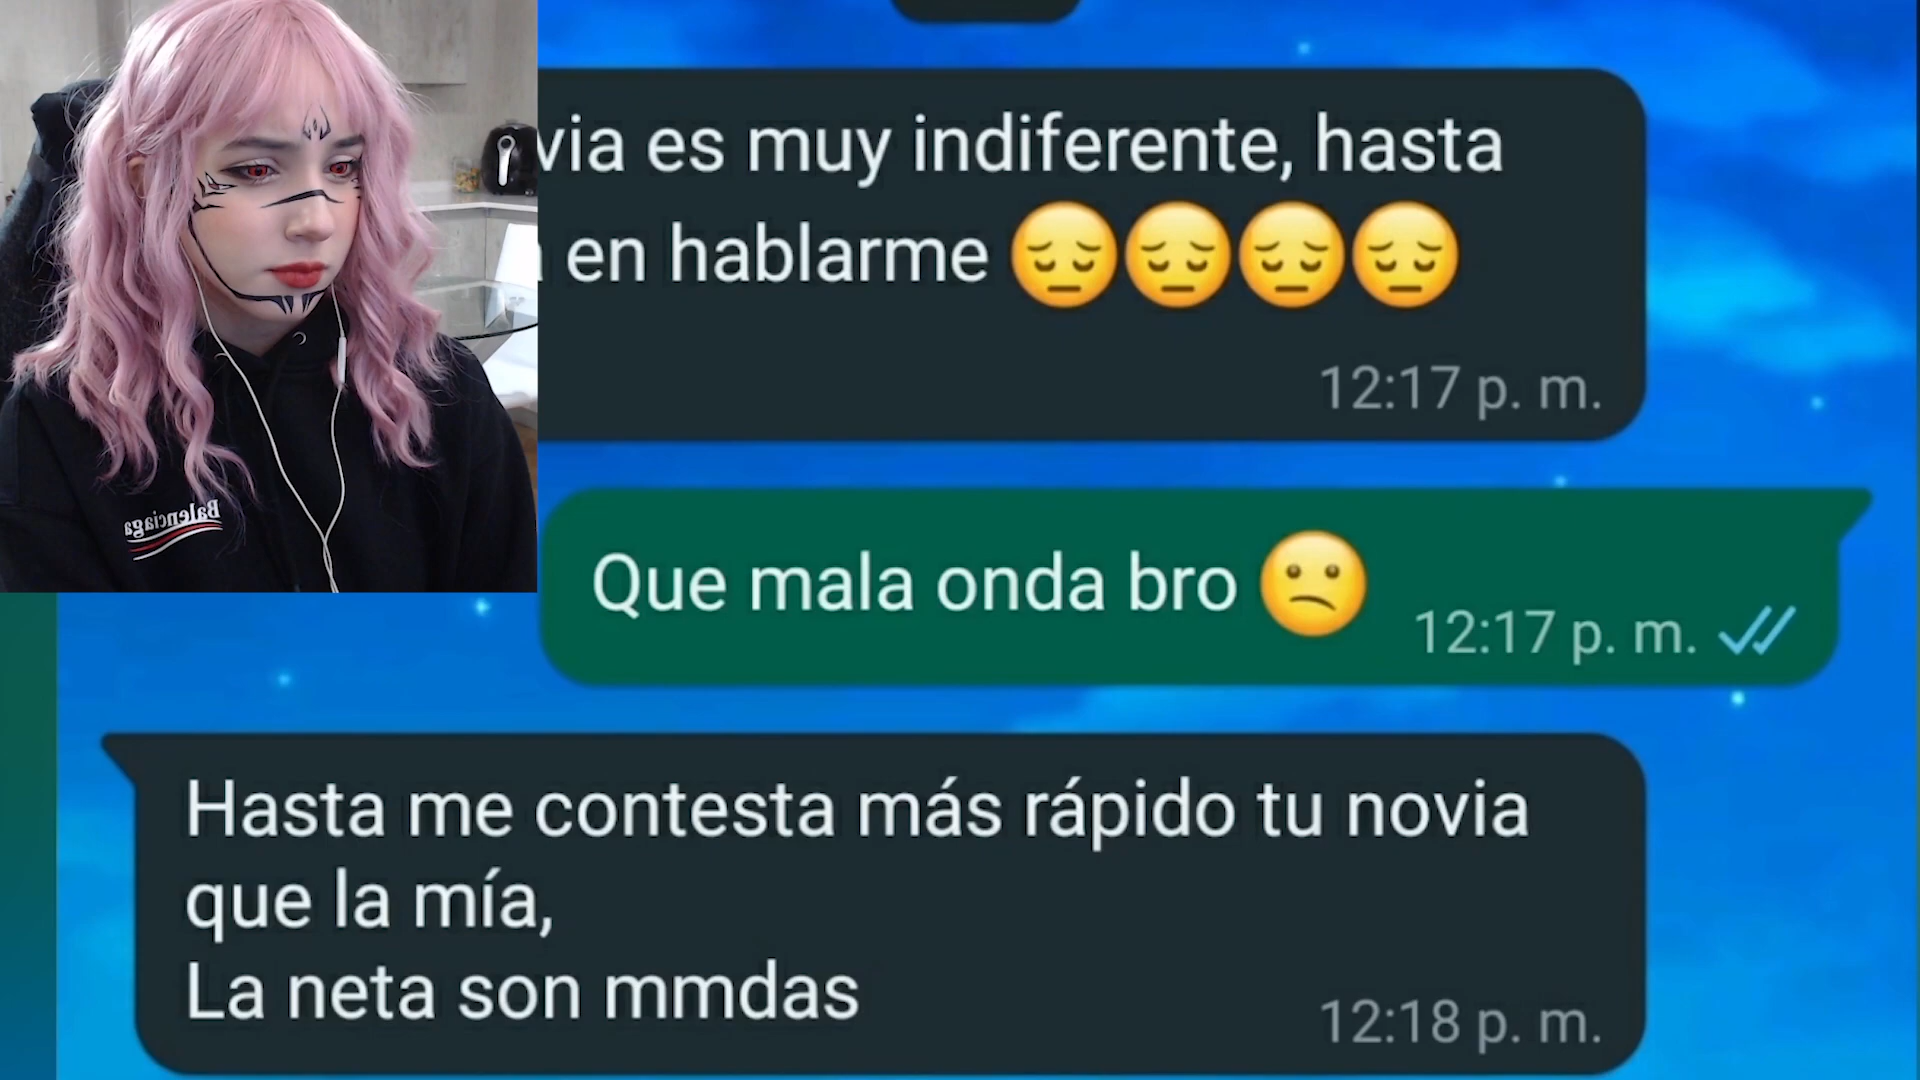 via es muy indiferente, hasta
en hablarme 😔😔😔😔
12:17 p. m.
Balenciaga
Que mala onda bro 😕
12:17 p. m.
Hasta me contesta más rápido tu novia
que la mía,
La neta son mmdas
12:18 p. m.